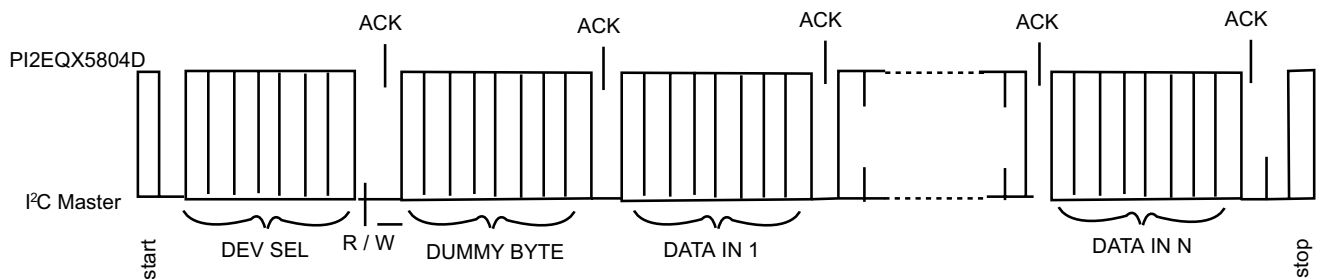 ACK ACK ACK ACK ACK
PI2EQX5804D
I²C Master
start DEV SEL R / W DUMMY BYTE DATA IN 1 DATA IN N stop